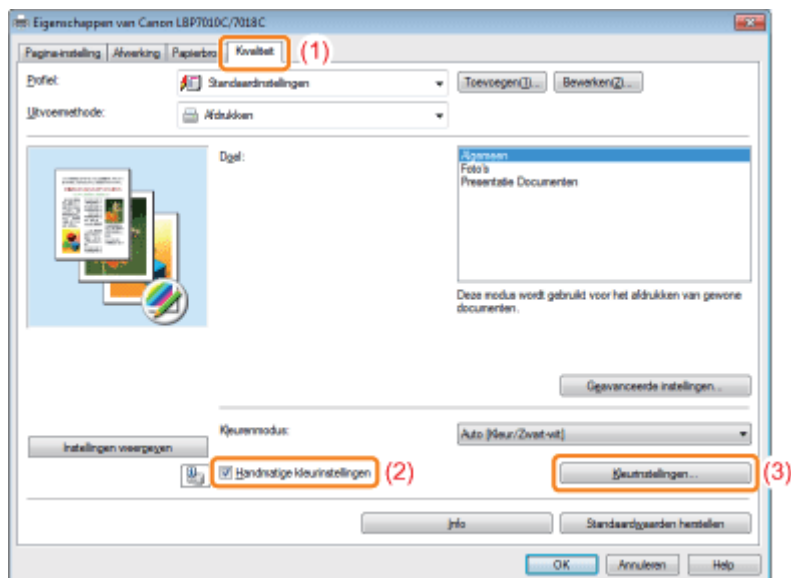 Eigenschappen van Canon LBP7010C/7018C
Pagina-instelling Afwerking Papierbro Kwaliteit (1)
Profiel: Standaardinstellingen Toevoegen(1)... Bewerken(2)...
Uitvoermethode: Afdrukken
Doel: Algemeen
Foto's
Presentatie Documenten
Deze modus wordt gebruikt voor het afdrukken van gewone
documenten.
Geavanceerde instellingen...
Kleurenmodus: Auto [Kleur/Zwart-wit]
Instellingen weergeven
Handmatige kleurinstellingen (2) Kleurinstellingen... (3)
Info Standaardwaarden herstellen
OK Annuleren Help